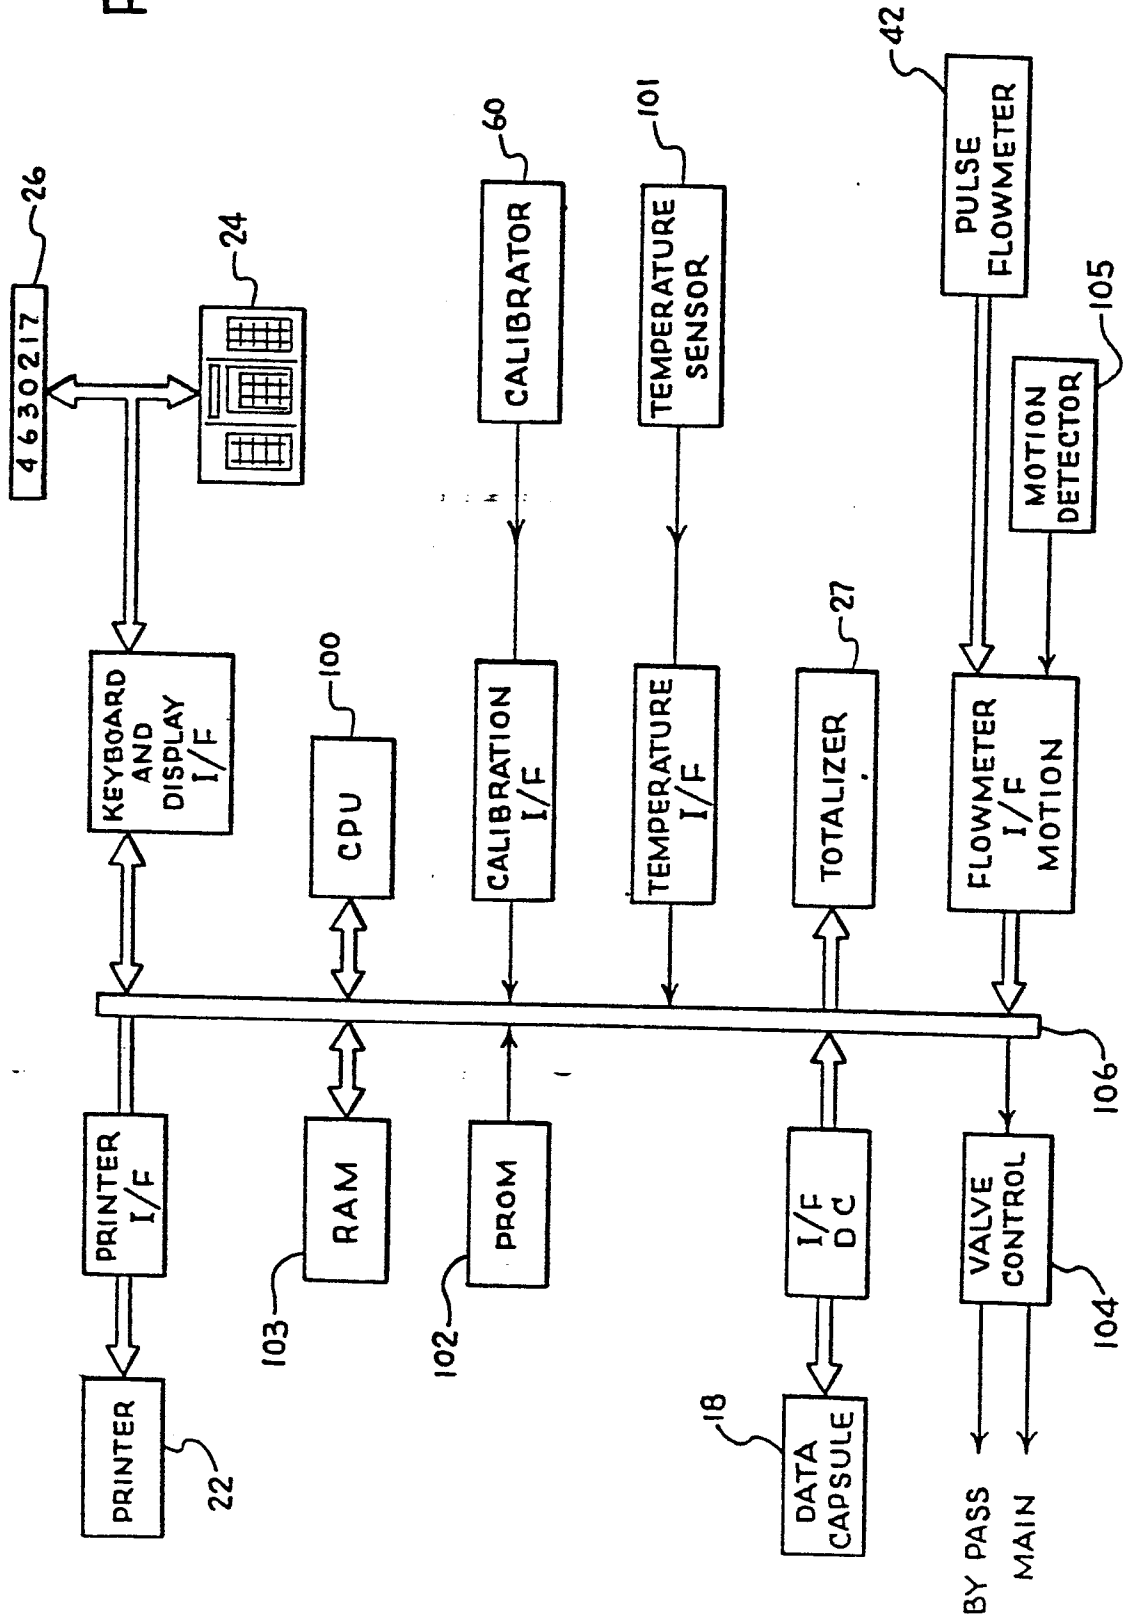 F
26
4630217
24
KEYBOARD
AND
DISPLAY
I/F
PRINTER
I/F
PRINTER
22
100
CPU
RAM
103
60
CALIBRATOR
CALIBRATION
I/F
PROM
102
101
TEMPERATURE
SENSOR
TEMPERATURE
I/F
27
TOTALIZER
I/F
DC
18
DATA
CAPSULE
42
PULSE
FLOWMETER
105
MOTION
DETECTOR
FLOWMETER
I/F
MOTION
106
VALVE
CONTROL
104
BY PASS
MAIN